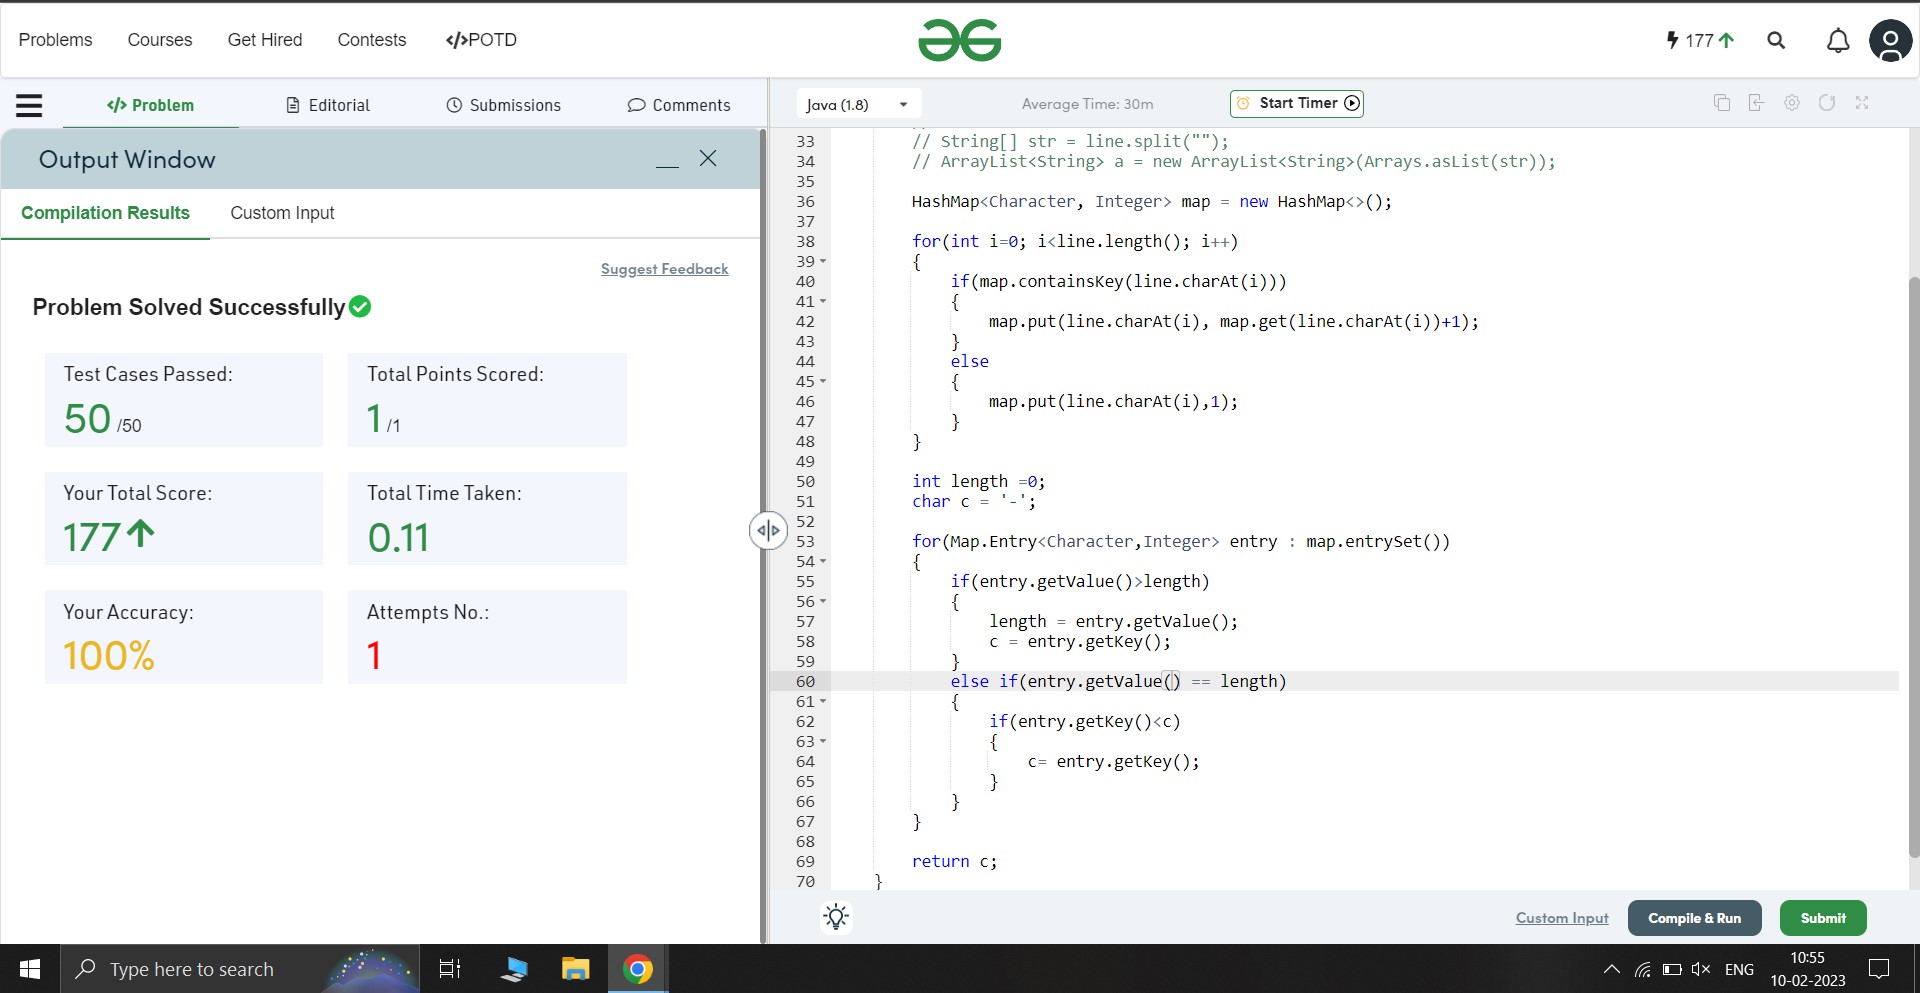 Problems Courses Get Hired Contests </>POTD
177
</> Problem Editorial Submissions Comments
Output Window
Compilation Results Custom Input
Suggest Feedback
Problem Solved Successfully
Test Cases Passed: Total Points Scored:
50 /50 1 /1
Your Total Score: Total Time Taken:
177 0.11
Your Accuracy: Attempts No.:
100% 1
Java (1.8) Average Time: 30m Start Timer
33 // String[] str = line.split("");
34 // ArrayList<String> a = new ArrayList<String>(Arrays.asList(str));
35
36 HashMap<Character, Integer> map = new HashMap<>();
37
38 for(int i=0; i<line.length(); i++)
39 {
40 if(map.containsKey(line.charAt(i)))
41 {
42 map.put(line.charAt(i), map.get(line.charAt(i))+1);
43 }
44 else
45 {
46 map.put(line.charAt(i),1);
47 }
48 }
49
50 int length =0;
51 char c = '-';
52
53 for(Map.Entry<Character,Integer> entry : map.entrySet())
54 {
55 if(entry.getValue()>length)
56 {
57 length = entry.getValue();
58 c = entry.getKey();
59 }
60 else if(entry.getValue() == length)
61 {
62 if(entry.getKey()<c)
63 {
64 c= entry.getKey();
65 }
66 }
67 }
68
69 return c;
70 }
Custom Input Compile & Run Submit
Type here to search
ENG
10:55
10-02-2023